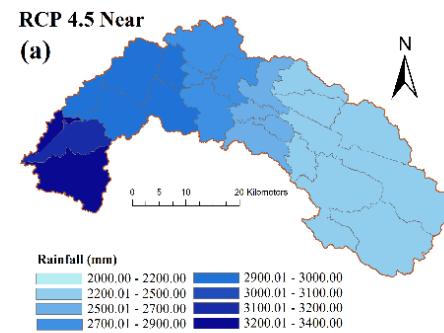 RCP 4.5 Near
(a)
N
0 5 10 20 Kilomotors
Rainfall (mm)
2000.00 - 2200.00
2200.01 - 2500.00
2500.01 - 2700.00
2700.01 - 2900.00
2900.01 - 3000.00
3000.01 - 3100.00
3100.01 - 3200.00
3200.01 - 3400.00